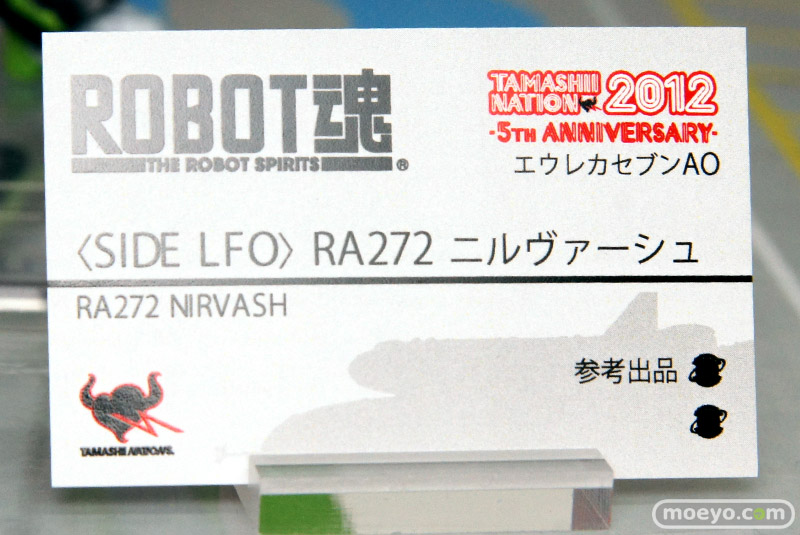 ROBOT魂
THE ROBOT SPIRITS ®
TAMASHII
NATION 2012
-5TH ANNIVERSARY-
エウレカセブンAO
〈SIDE LFO〉 RA272 ニルヴァーシュ
RA272 NIRVASH
参考出品
TAMASHII NATIONS.
moeyo.com